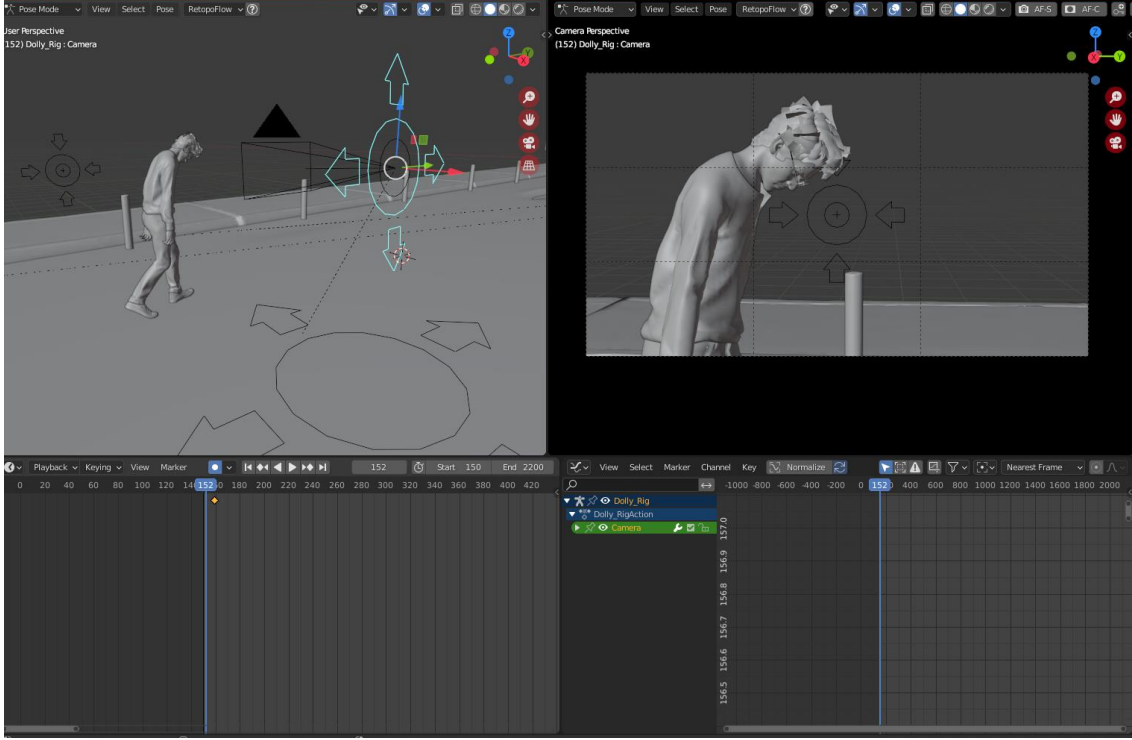 Pose Mode View Select Pose RetopoFlow
User Perspective
(152) Dolly_Rig : Camera
Z
Y
X
Pose Mode View Select Pose RetopoFlow AF-S AF-C
Camera Perspective
(152) Dolly_Rig : Camera
Z
Y
X
Playback Keying View Marker 152 Start 150 End 2200
0 20 40 60 80 100 120 152 180 200 220 240 260 280 300 320 340 360 380 400 420
View Select Marker Channel Key Normalize Nearest Frame
-1000 -800 -600 -400 -200 0 152 400 600 800 1000 1200 1400 1600 1800 2000
Dolly_Rig
Dolly_RigAction
Camera
157.0
156.9
156.8
156.7
156.6
156.5